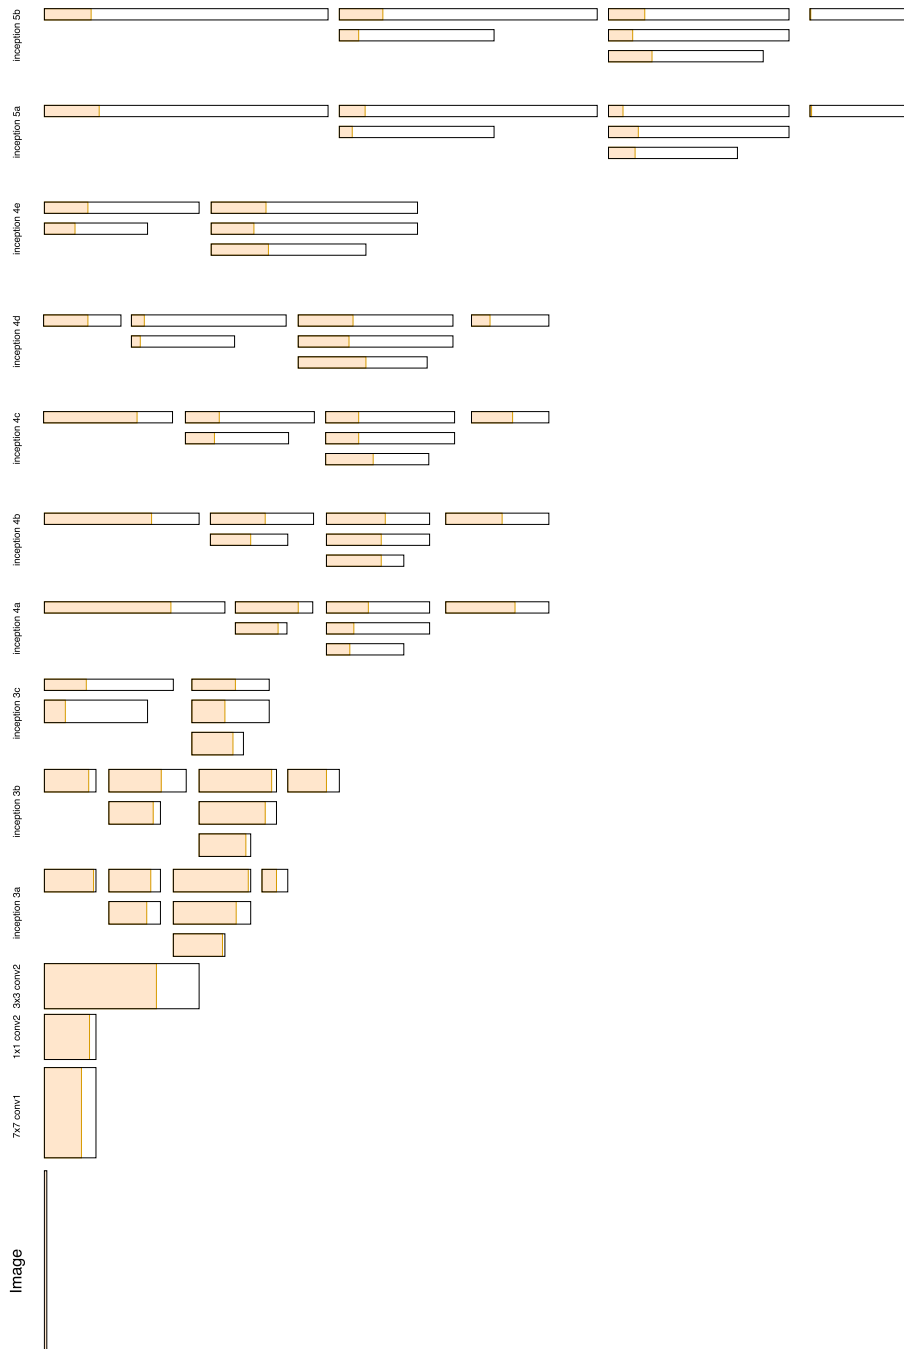 inception 5b
inception 5a
inception 4e
inception 4d
inception 4c
inception 4b
inception 4a
inception 3c
inception 3b
inception 3a
3x3 conv2
1x1 conv2
7x7 conv1
Image